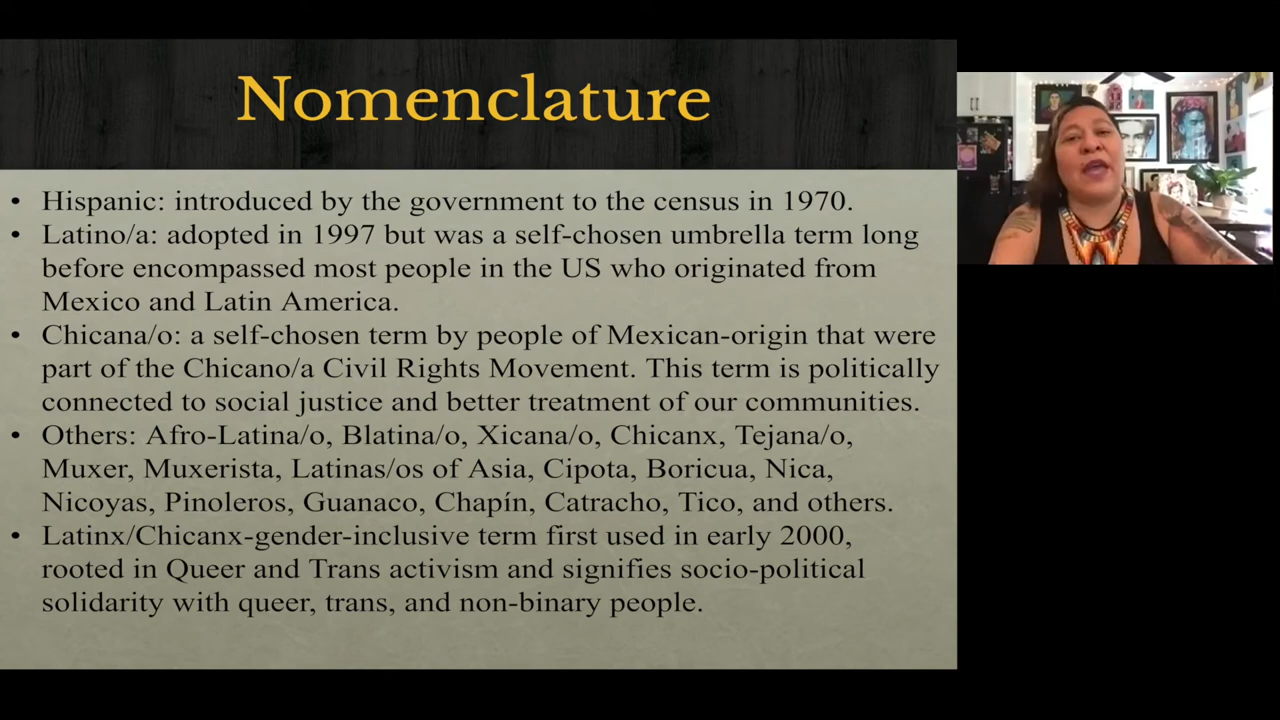 Nomenclature
• Hispanic: introduced by the government to the census in 1970.
• Latino/a: adopted in 1997 but was a self-chosen umbrella term long
before encompassed most people in the US who originated from
Mexico and Latin America.
• Chicana/o: a self-chosen term by people of Mexican-origin that were
part of the Chicano/a Civil Rights Movement. This term is politically
connected to social justice and better treatment of our communities.
• Others: Afro-Latina/o, Blatina/o, Xicana/o, Chicanx, Tejana/o,
Muxer, Muxerista, Latinas/os of Asia, Cipota, Boricua, Nica,
Nicoyas, Pinoleros, Guanaco, Chapín, Catracho, Tico, and others.
• Latinx/Chicanx-gender-inclusive term first used in early 2000,
rooted in Queer and Trans activism and signifies socio-political
solidarity with queer, trans, and non-binary people.